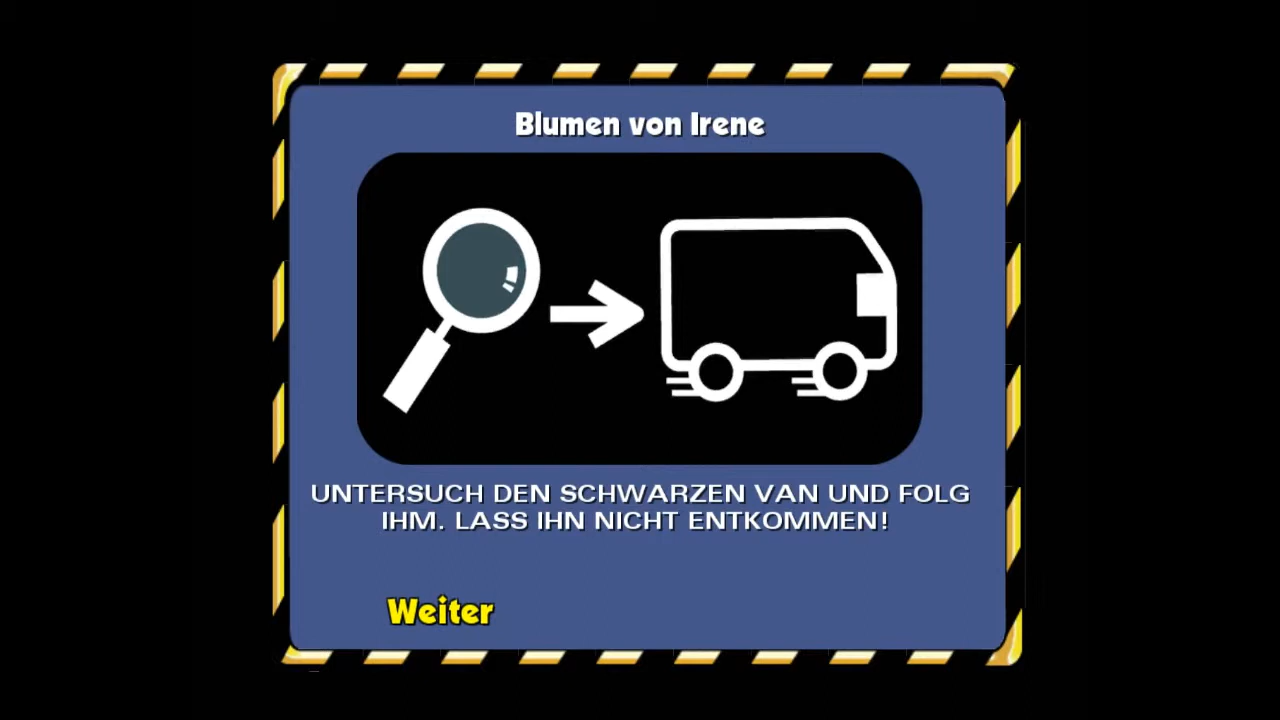 Blumen von Irene
UNTERSUCH DEN SCHWARZEN VAN UND FOLG
IHM. LASS IHN NICHT ENTKOMMEN!
Weiter